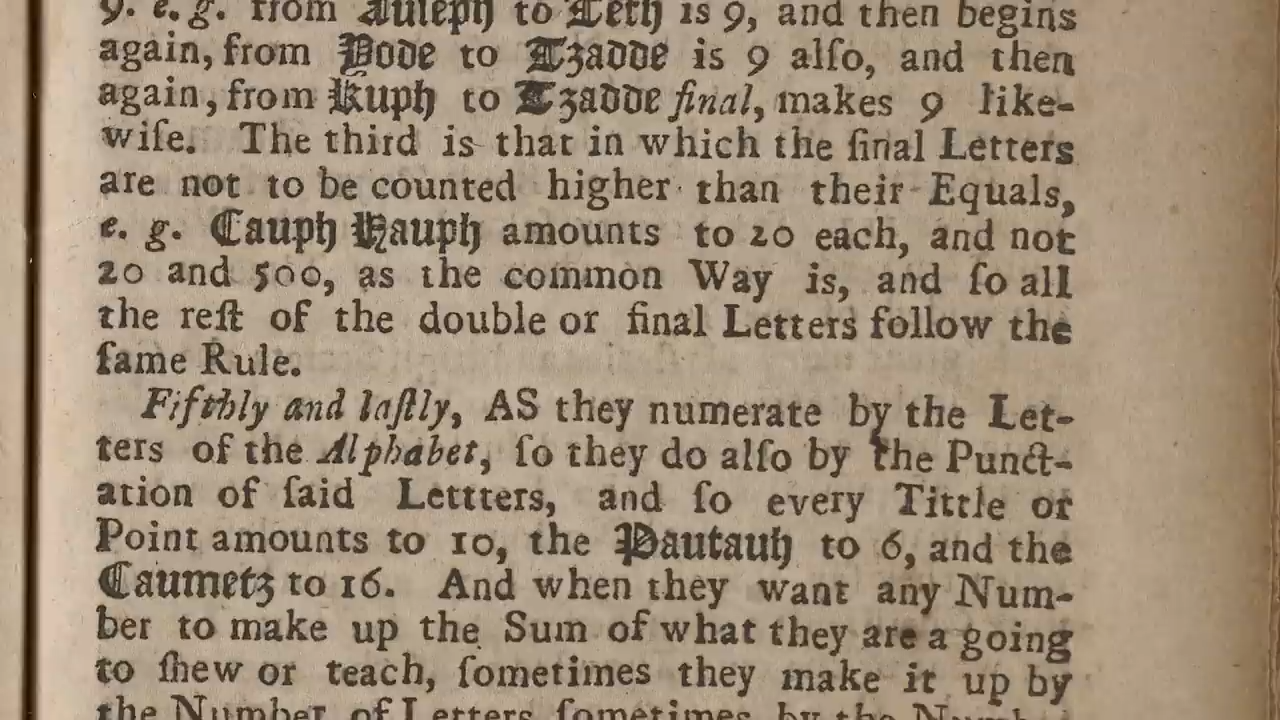 9. e. g. from Auleph to Teth is 9, and then begins
again, from Yode to Tzadde is 9 alſo, and then
again, from Kuph to Tzadde final, makes 9 like-
wiſe. The third is that in which the final Letters
are not to be counted higher than their Equals,
e. g. Cauph Hauph amounts to 20 each, and not
20 and 500, as the common Way is, and ſo all
the reſt of the double or final Letters follow the
ſame Rule.
Fifthly and laſtly, AS they numerate by the Let-
ters of the Alphabet, ſo they do alſo by the Punct-
ation of ſaid Lettters, and ſo every Tittle or
Point amounts to 10, the Pautauh to 6, and the
Caumetz to 16. And when they want any Num-
ber to make up the Sum of what they are a going
to ſhew or teach, ſometimes they make it up by
the Number of Letters ſometimes by the